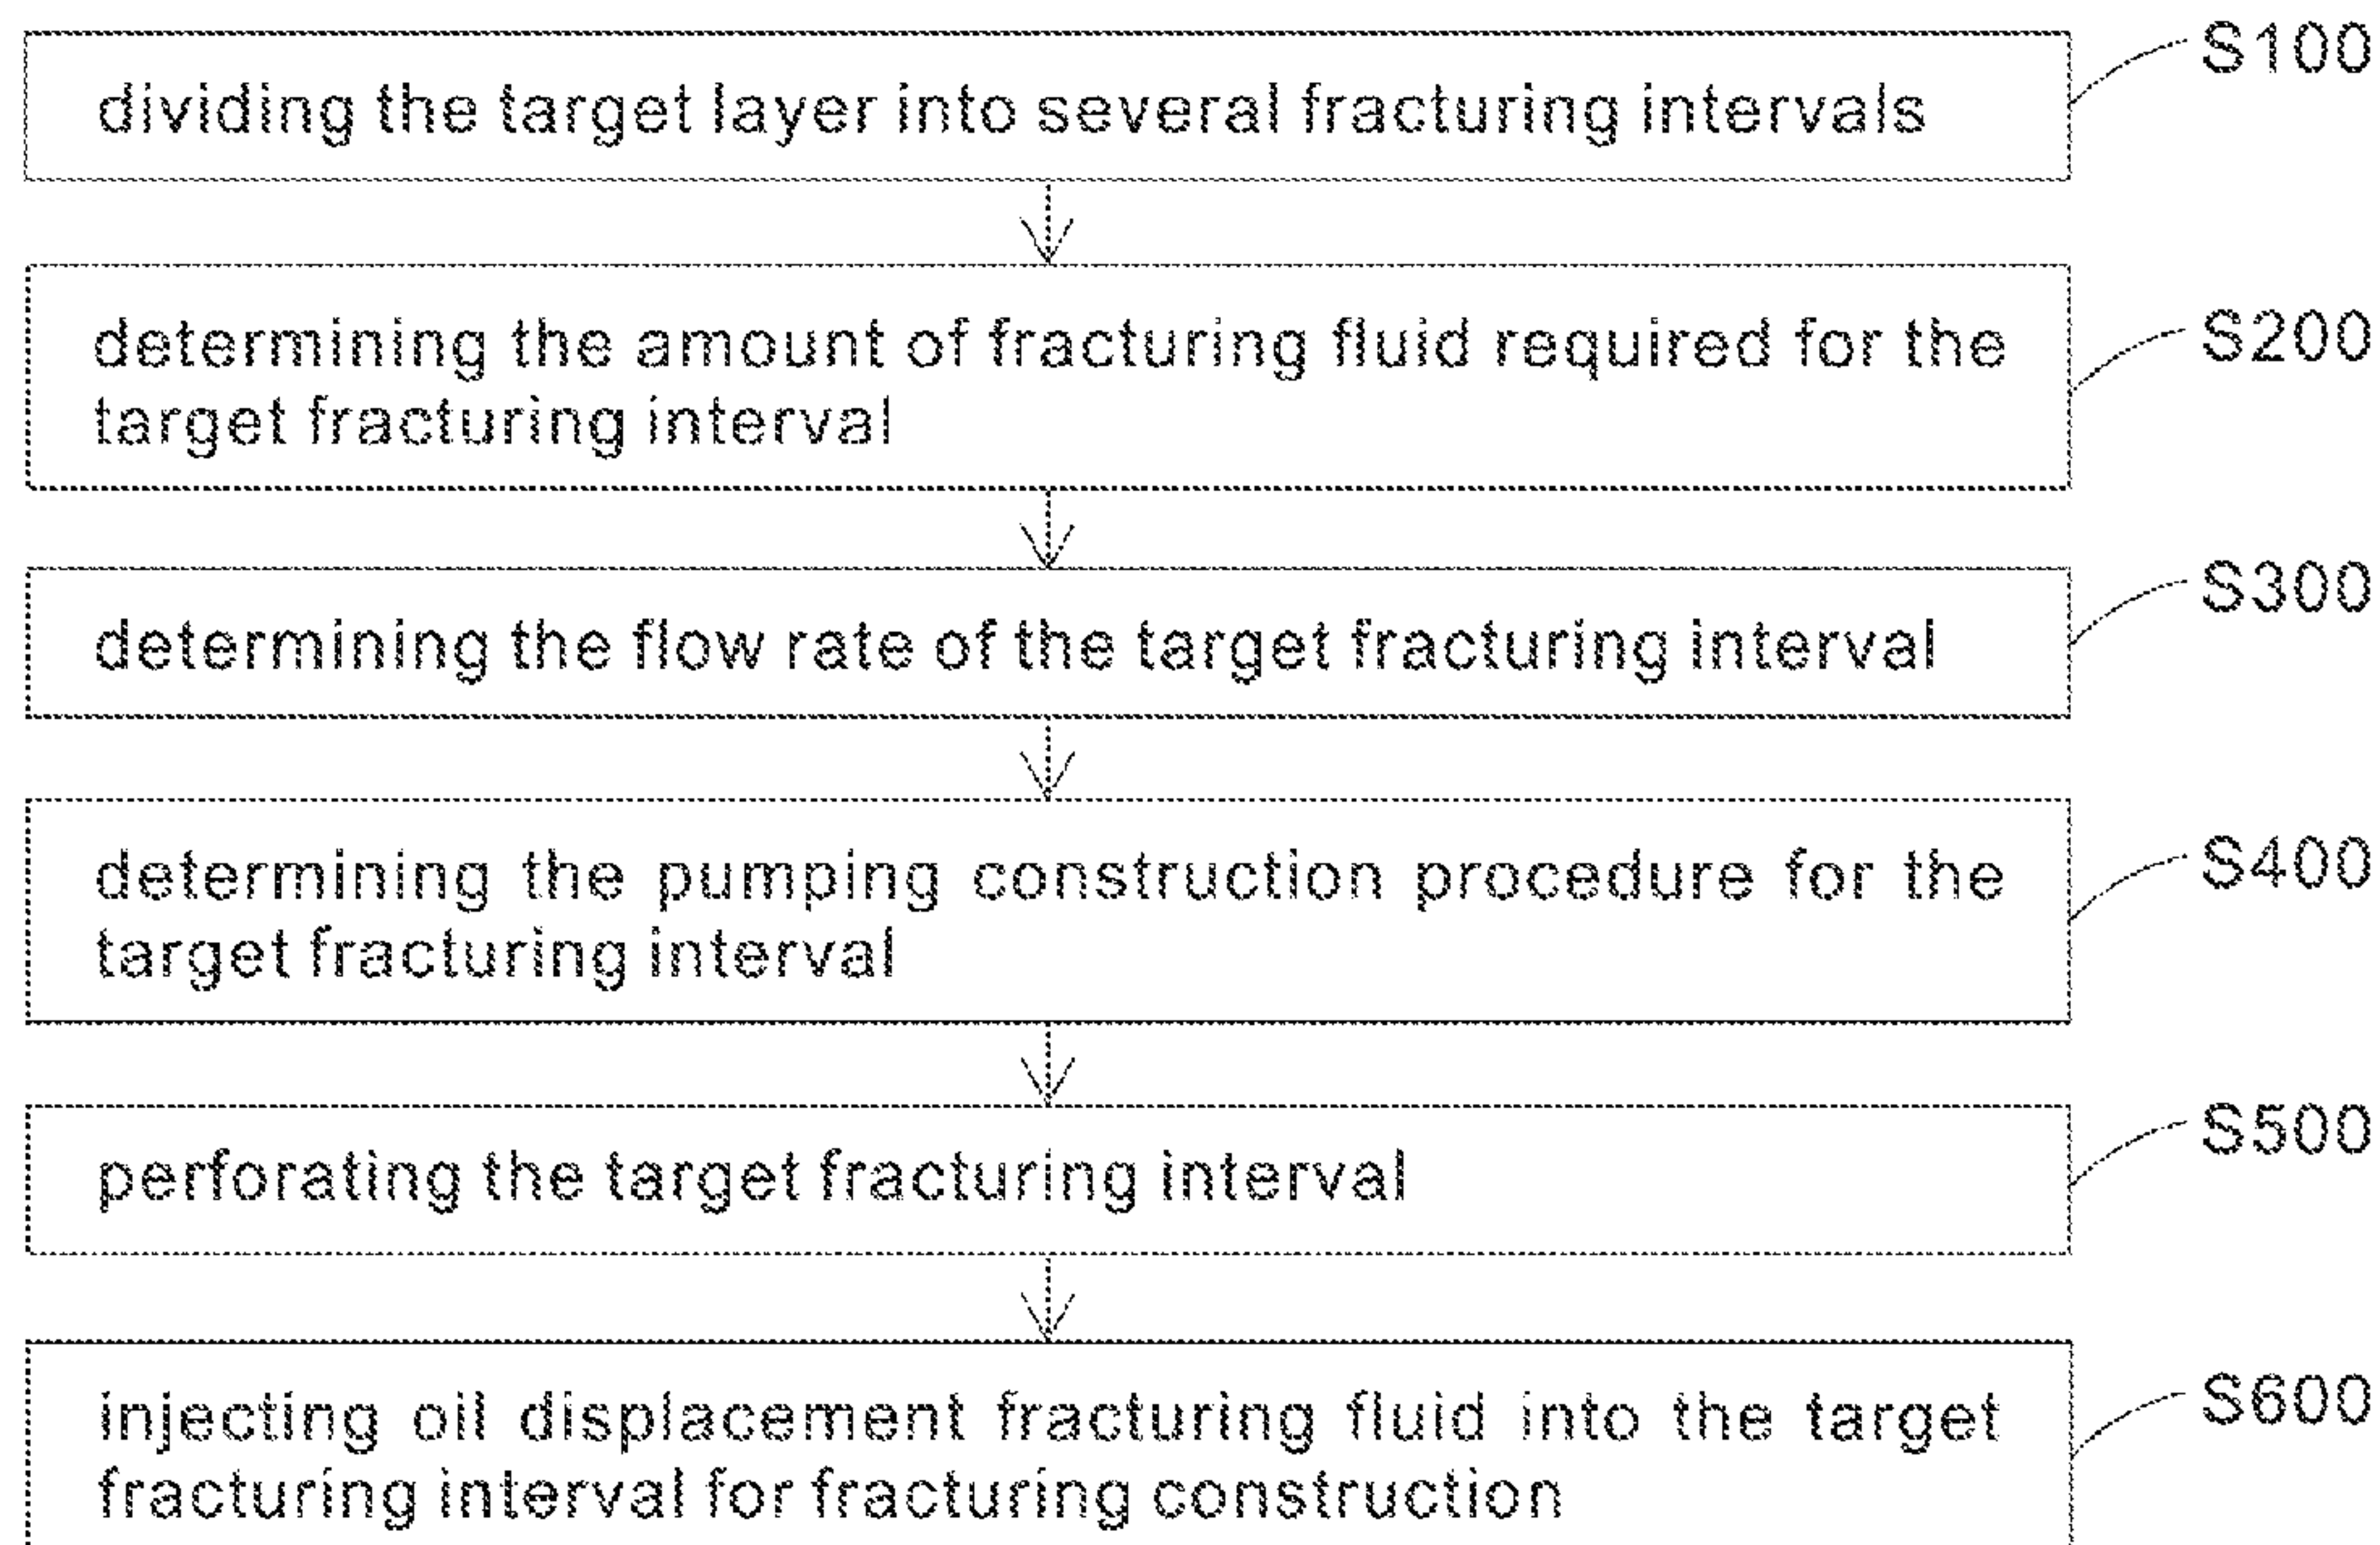 S100
dividing the target layer into several fracturing intervals
S200
determining the amount of fracturing fluid required for the
target fracturing interval
S300
determining the flow rate of the target fracturing interval
S400
determining the pumping construction procedure for the
target fracturing interval
S500
perforating the target fracturing interval
S600
injecting oil displacement fracturing fluid into the target
fracturing interval for fracturing construction